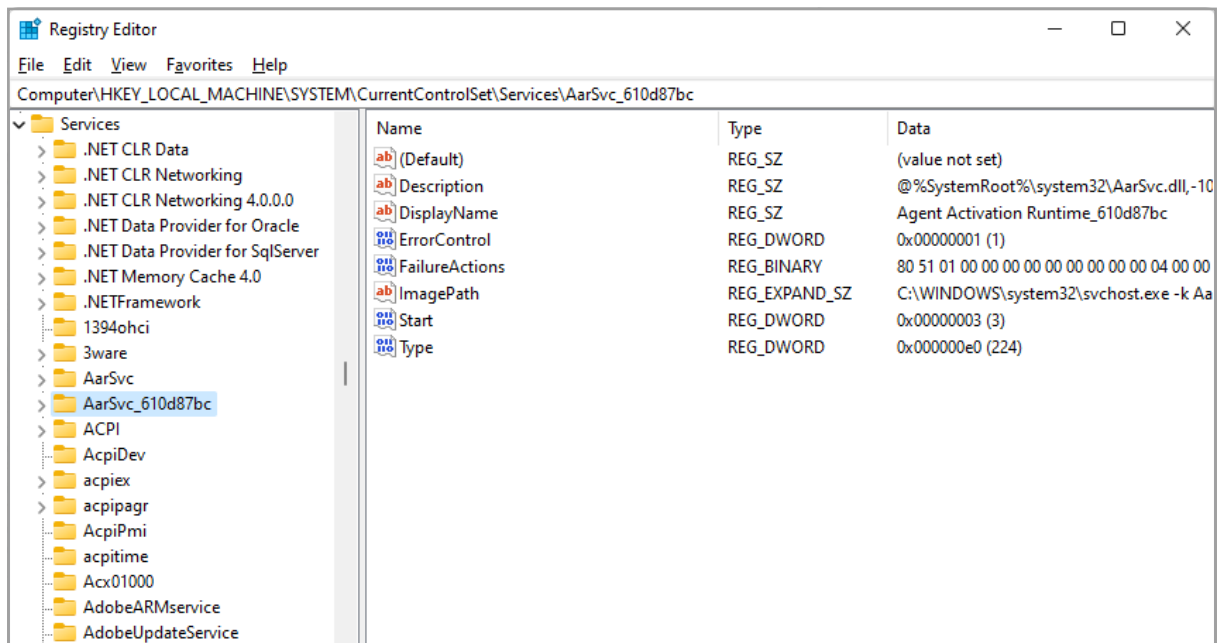 Registry Editor
File Edit View Favorites Help
Computer\HKEY_LOCAL_MACHINE\SYSTEM\CurrentControlSet\Services\AarSvc_610d87bc
Services
.NET CLR Data
.NET CLR Networking
.NET CLR Networking 4.0.0.0
.NET Data Provider for Oracle
.NET Data Provider for SqlServer
.NET Memory Cache 4.0
.NETFramework
1394ohci
3ware
AarSvc
AarSvc_610d87bc
ACPI
AcpiDev
acpiex
acpipagr
AcpiPmi
acpitime
Acx01000
AdobeARMservice
AdobeUpdateService
Name Type Data
(Default) REG_SZ (value not set)
Description REG_SZ @%SystemRoot%\system32\AarSvc.dll,-10
DisplayName REG_SZ Agent Activation Runtime_610d87bc
ErrorControl REG_DWORD 0x00000001 (1)
FailureActions REG_BINARY 80 51 01 00 00 00 00 00 00 00 00 00 04 00 00
ImagePath REG_EXPAND_SZ C:\WINDOWS\system32\svchost.exe -k Aa
Start REG_DWORD 0x00000003 (3)
Type REG_DWORD 0x000000e0 (224)